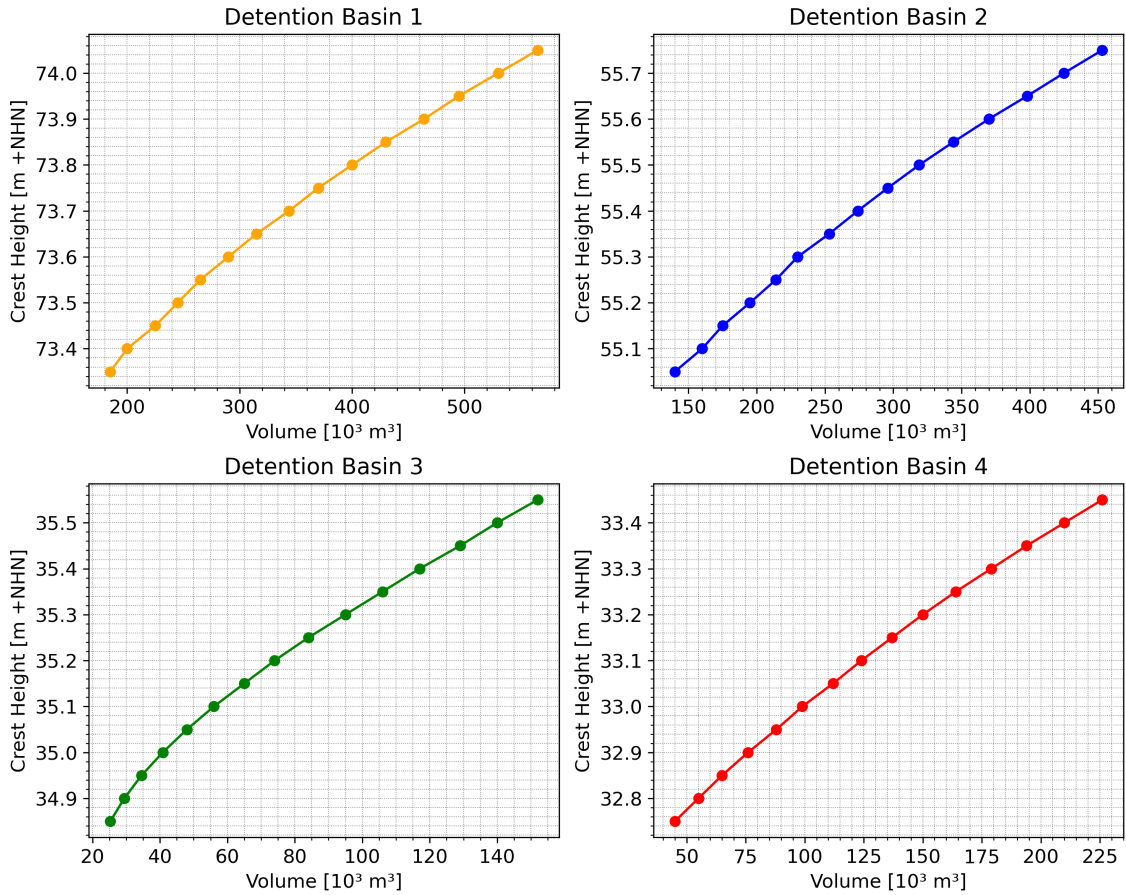 Detention Basin 1
Crest Height [m +NHN]
74.0
73.9
73.8
73.7
73.6
73.5
73.4
200 300 400 500
Volume [10³ m³]
Detention Basin 2
Crest Height [m +NHN]
55.7
55.6
55.5
55.4
55.3
55.2
55.1
150 200 250 300 350 400 450
Volume [10³ m³]
Detention Basin 3
Crest Height [m +NHN]
35.5
35.4
35.3
35.2
35.1
35.0
34.9
20 40 60 80 100 120 140
Volume [10³ m³]
Detention Basin 4
Crest Height [m +NHN]
33.4
33.3
33.2
33.1
33.0
32.9
32.8
50 75 100 125 150 175 200 225
Volume [10³ m³]